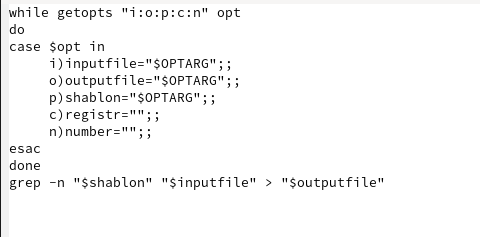 while getopts "i:o:p:c:n" opt
do
case $opt in
     i)inputfile="$OPTARG";;
     o)outputfile="$OPTARG";;
     p)shablon="$OPTARG";;
     c)registr="";;
     n)number="";;
esac
done
grep -n "$shablon" "$inputfile" > "$outputfile"